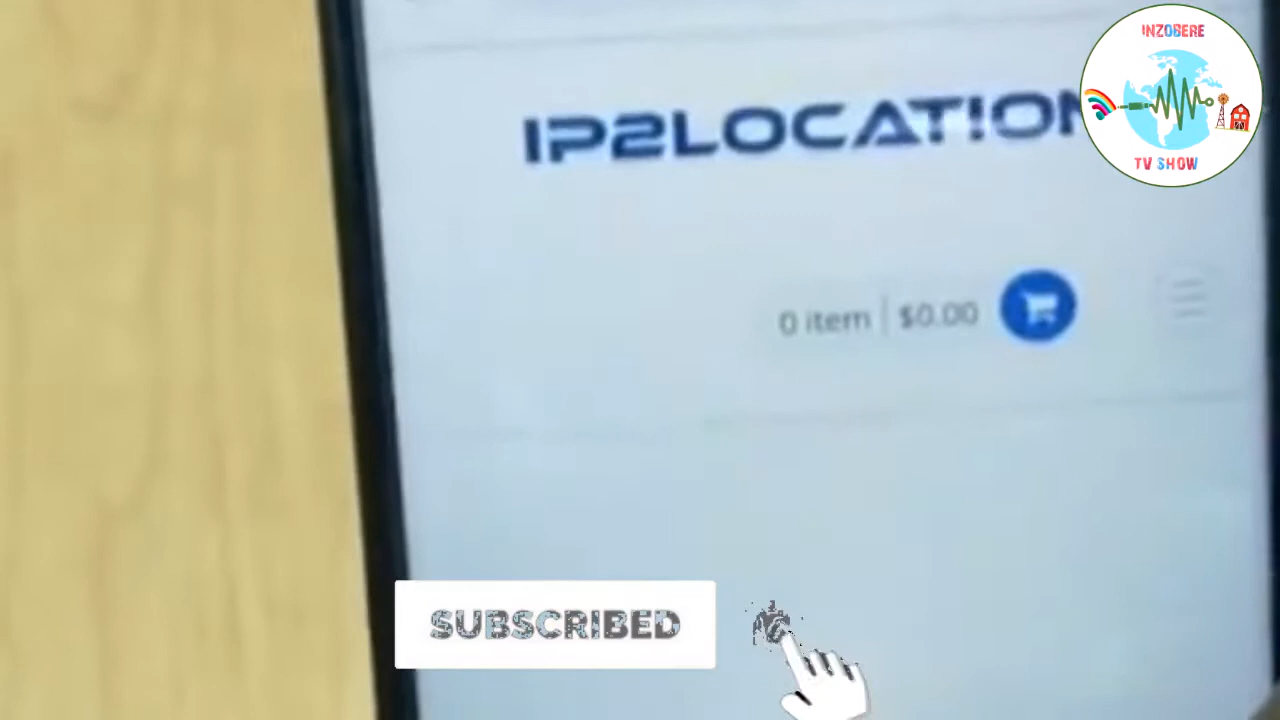 INZOBERE
TV SHOW
IP2LOCATION
0 item | $0.00
SUBSCRIBED